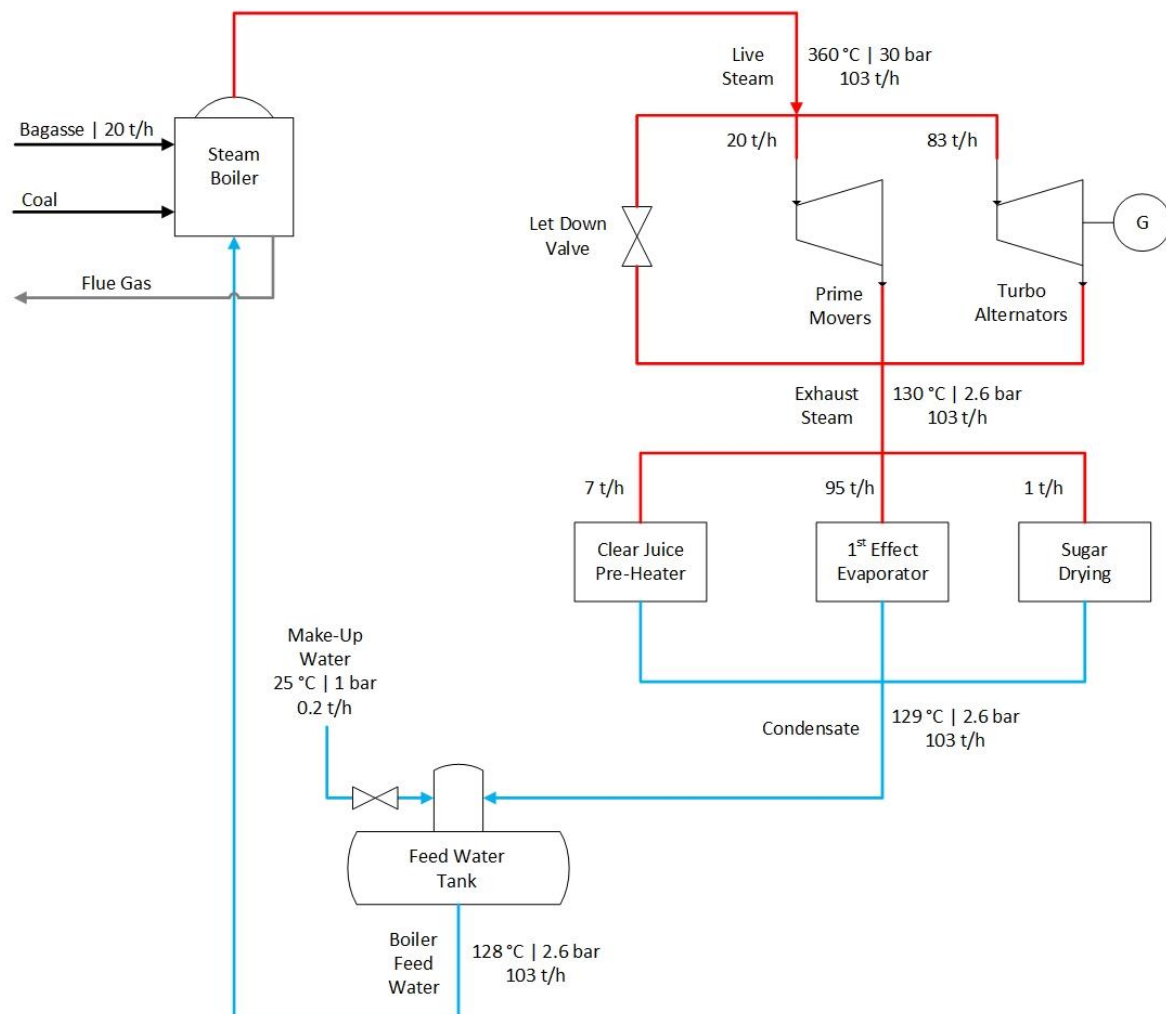 Live
Steam
360 °C | 30 bar
103 t/h
Bagasse | 20 t/h
Steam
Boiler
Coal
Flue Gas
20 t/h
83 t/h
Let Down
Valve
G
Prime
Movers
Turbo
Alternators
Exhaust
Steam
130 °C | 2.6 bar
103 t/h
7 t/h
95 t/h
1 t/h
Clear Juice
Pre-Heater
1st Effect
Evaporator
Sugar
Drying
Make-Up
Water
25 °C | 1 bar
0.2 t/h
Condensate
129 °C | 2.6 bar
103 t/h
Feed Water
Tank
Boiler
Feed
Water
128 °C | 2.6 bar
103 t/h